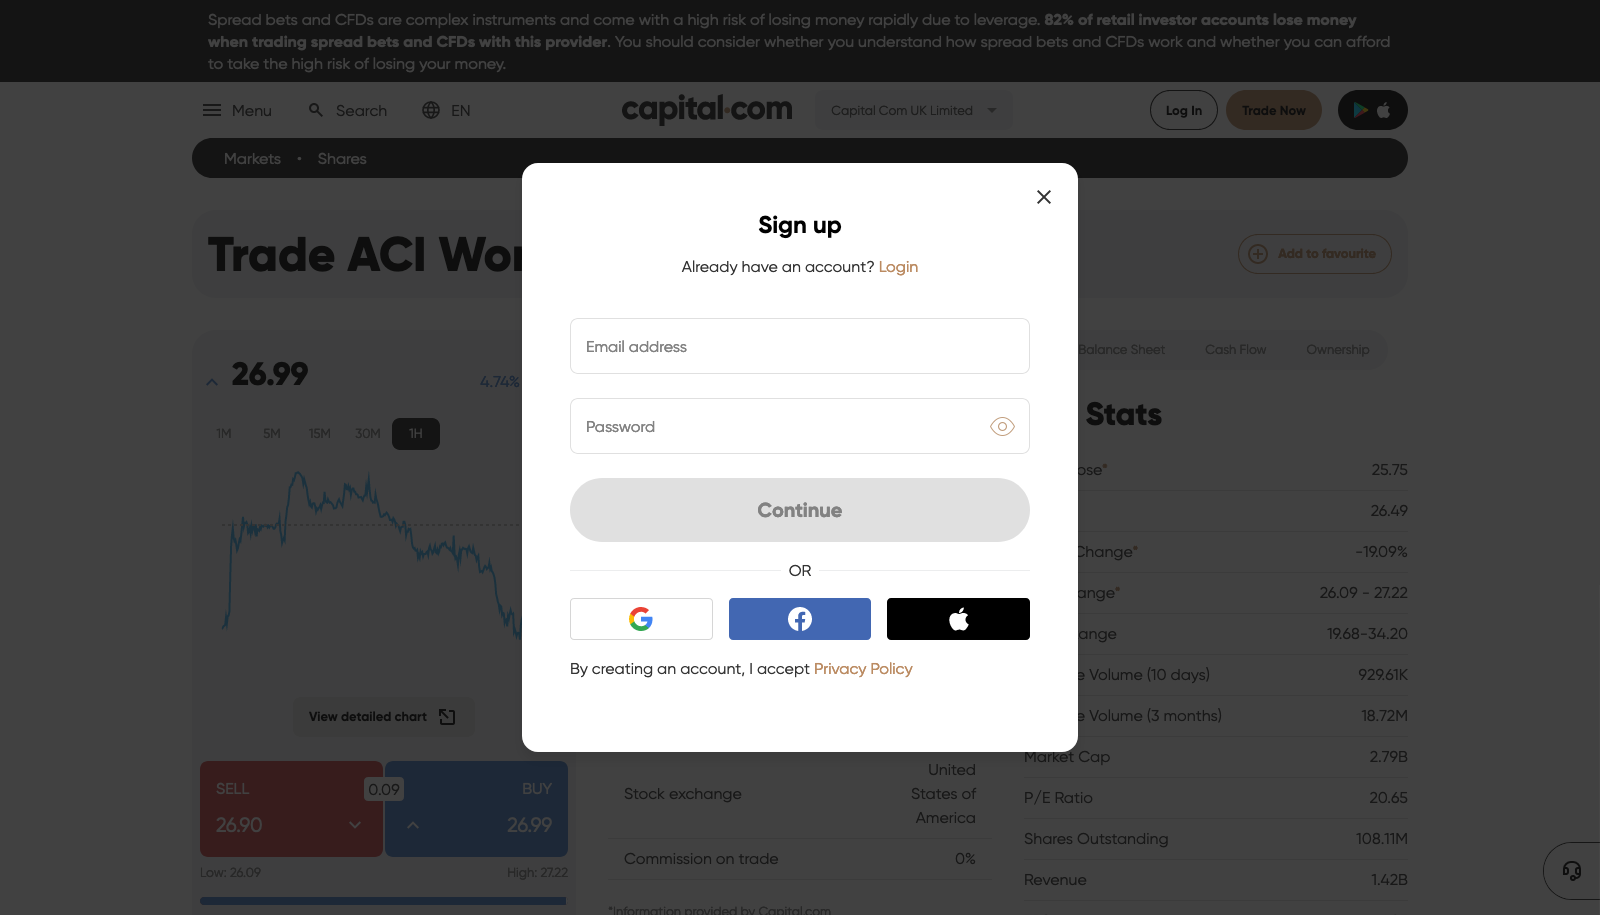 Spread bets and CFDs are complex instruments and come with a high risk of losing money rapidly due to leverage. 82% of retail investor accounts lose money
when trading spread bets and CFDs with this provider. You should consider whether you understand how spread bets and CFDs work and whether you can afford
to take the high risk of losing your money.
Menu
Search
EN
capital.com
Capital Com UK Limited
Log In
Trade Now
Markets • Shares
Trade ACI Wor
Add to favourite
Sign up
Already have an account? Login
Email address
Password
Continue
OR
By creating an account, I accept Privacy Policy
26.99
4.74%
1M
5M
15M
30M
1H
View detailed chart
SELL
26.90
0.09
BUY
26.99
Low: 26.09
High: 27.22
Stock exchange
United
States of
America
Commission on trade 0%
*Information provided by Capital.com
Balance Sheet
Cash Flow
Ownership
Stats
ose* 25.75
26.49
Change* -19.09%
ange* 26.09 - 27.22
ange 19.68-34.20
e Volume (10 days) 929.61K
e Volume (3 months) 18.72M
Market Cap 2.79B
P/E Ratio 20.65
Shares Outstanding 108.11M
Revenue 1.42B